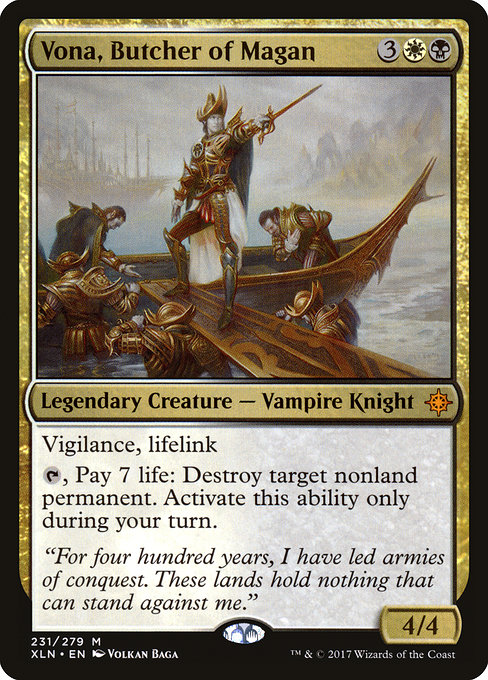 Vona, Butcher of Magan 3
Legendary Creature — Vampire Knight
Vigilance, lifelink
, Pay 7 life: Destroy target nonland
permanent. Activate this ability only
during your turn.
“For four hundred years, I have led armies
of conquest. These lands hold nothing that
can stand against me.”
4/4
231/279 M
XLN • EN Volkan Baga
™ & © 2017 Wizards of the Coast